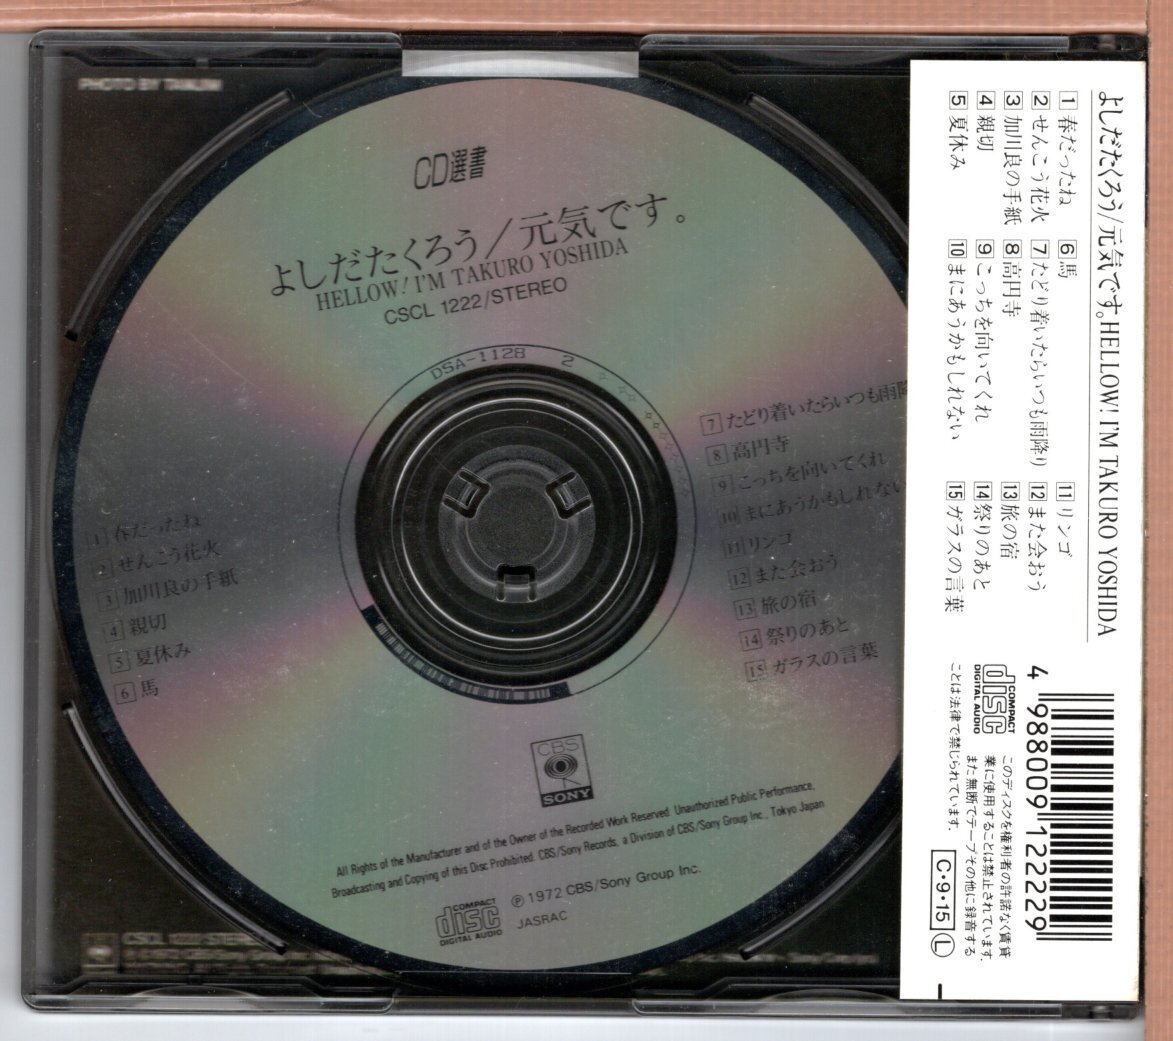 PHOTO BY TAKUMI
CD選書
よしだたくろう/元気です。
HELLOW! I'M TAKURO YOSHIDA
CSCL 1222/STEREO
DSA-1128 2
1 春だったね
2 せんこう花火
3 加川良の手紙
4 親切
5 夏休み
6 馬
7 たどり着いたらいつも雨降
8 高円寺
9 こっちを向いてくれ
10 まにあうかもしれない
11 リンゴ
12 また会おう
13 旅の宿
14 祭りのあと
15 ガラスの言葉
CBS
SONY
All Rights of the Manufacturer and of the Owner of the Recorded Work Reserved. Unauthorized Public Performance,
Broadcasting and Copying of this Disc Prohibited. CBS/Sony Records, a Division of CBS/Sony Group Inc., Tokyo Japan
COMPACT
disc
DIGITAL AUDIO
Ⓟ1972 CBS/Sony Group Inc.
JASRAC
よしだたくろう/元気です。HELLOW! I'M TAKURO YOSHIDA
1 春だったね
2 せんこう花火
3 加川良の手紙
4 親切
5 夏休み
6 馬
7 たどり着いたらいつも雨降り
8 高円寺
9 こっちを向いてくれ
10 まにあうかもしれない
11 リンゴ
12 また会おう
13 旅の宿
14 祭りのあと
15 ガラスの言葉
COMPACT
disc
DIGITAL AUDIO
4 988009 122229
このディスクを権利者の許諾なく賃貸
業に使用することは禁止されています。
また無断でテープその他に録音する
ことは法律で禁じられています。
C・9・15 Ⓛ